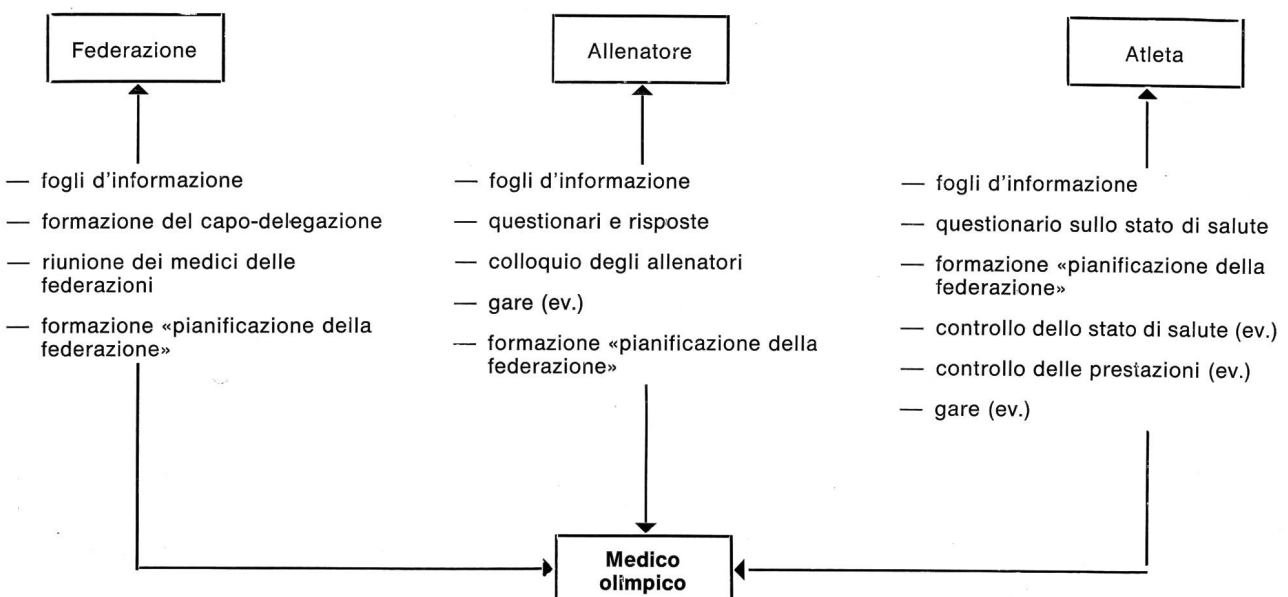 Federazione
Allenatore
Atleta
— fogli d'informazione
— formazione del capo-delegazione
— riunione dei medici delle
federazioni
— formazione «pianificazione della
federazione»
— fogli d'informazione
— questionari e risposte
— colloquio degli allenatori
— gare (ev.)
— formazione «pianificazione della
federazione»
— fogli d'informazione
— questionario sullo stato di salute
— formazione «pianificazione della
federazione»
— controllo dello stato di salute (ev.)
— controllo delle prestazioni (ev.)
— gare (ev.)
Medico
olimpico